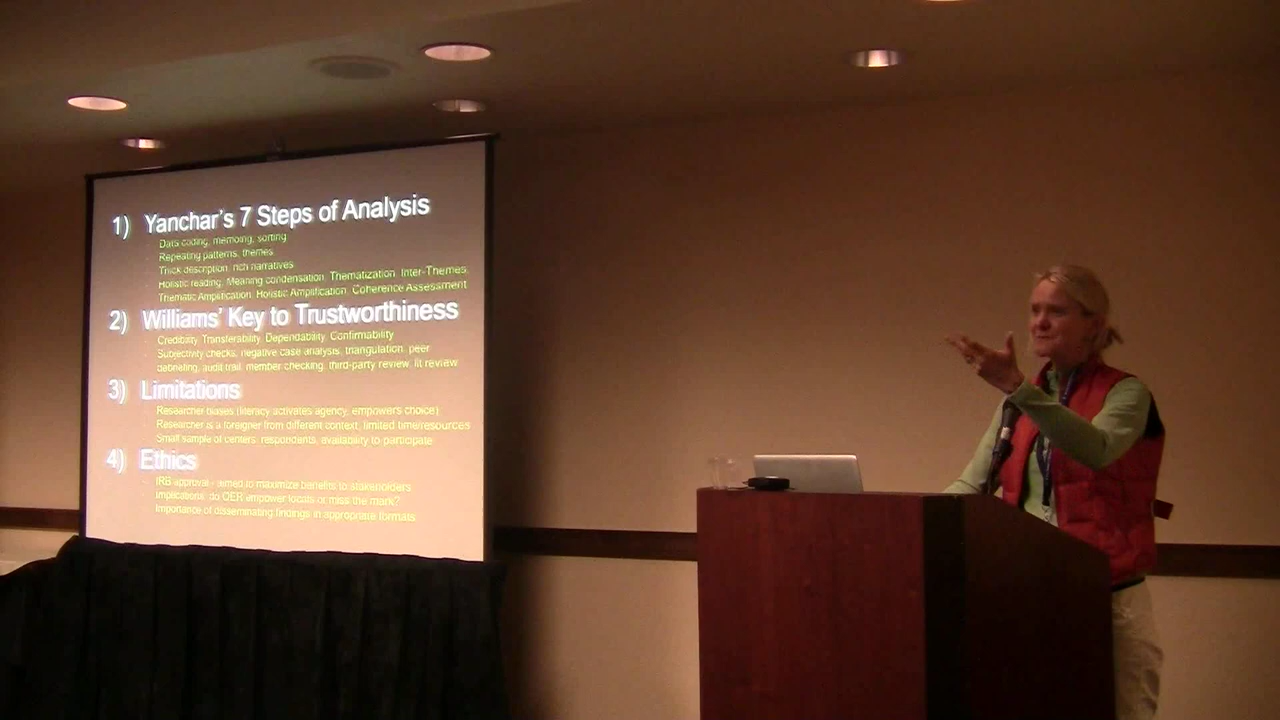 1) Yanchar's 7 Steps of Analysis
Data coding, memoing, sorting
Repeating patterns, themes
Thick description, rich narratives
Holistic reading, Meaning condensation, Thematization, Inter-Themes,
Thematic Amplification, Holistic Amplification, Coherence Assessment
2) Williams' Key to Trustworthiness
Credibility, Transferability, Dependability, Confirmability
Subjectivity checks, negative case analysis, triangulation, peer
debriefing, audit trail, member checking, third-party review, lit review
3) Limitations
Researcher biases (literacy activates agency, empowers choice)
Researcher is a foreigner from different context, limited time/resources
Small sample of centers, respondents, availability to participate
4) Ethics
IRB approval - aimed to maximize benefits to stakeholders
Implications: do OER empower locals or miss the mark?
Importance of disseminating findings in appropriate formats